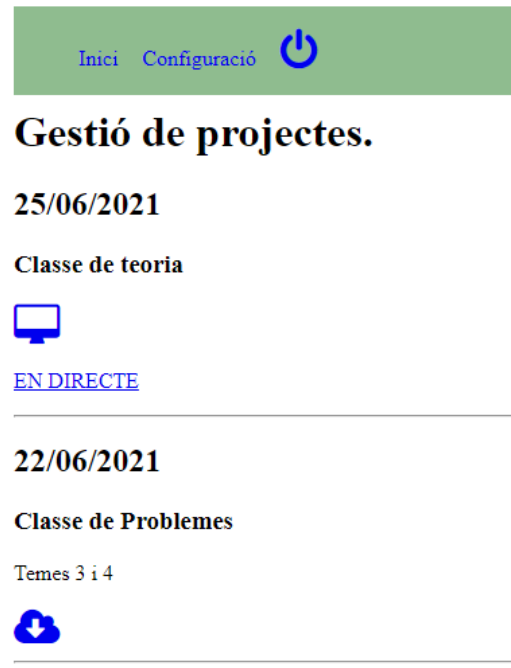 Inici Configuració
Gestió de projectes.
25/06/2021
Classe de teoria
EN DIRECTE
22/06/2021
Classe de Problemes
Temes 3 i 4